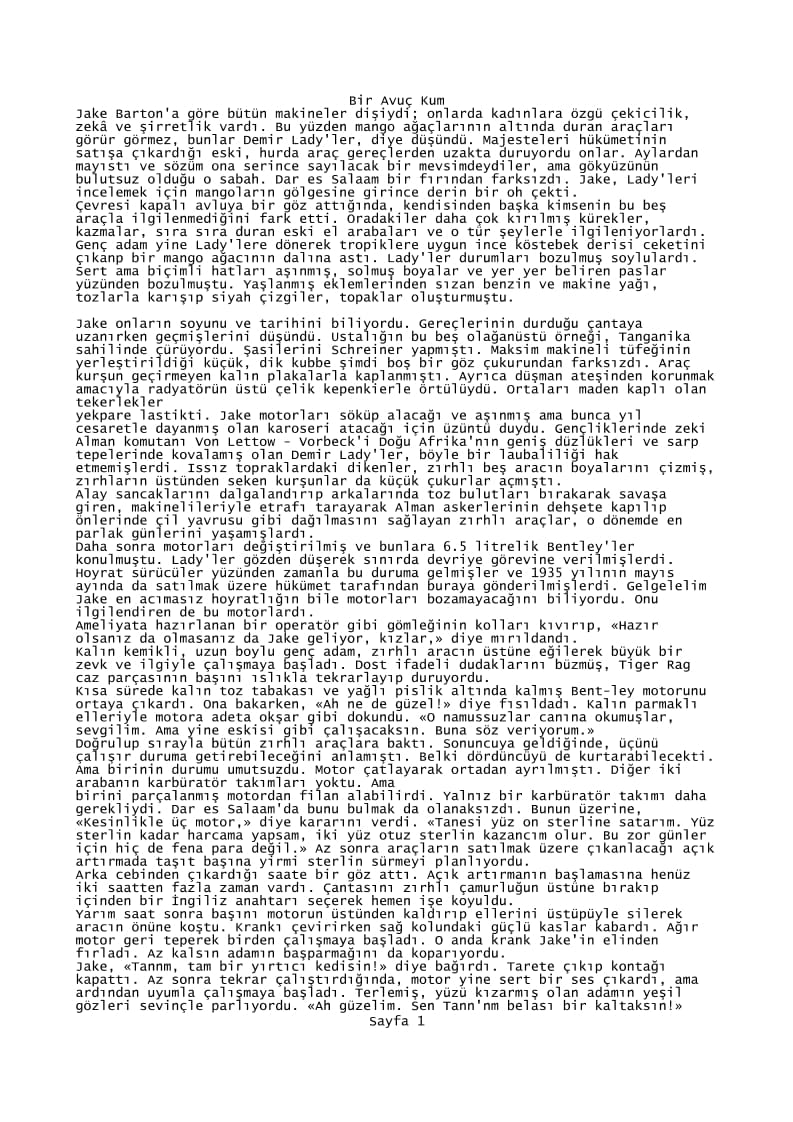 Bir Avuç Kum
Jake Barton'a göre bütün makineler dişiydi; onlarda kadınlara özgü çekicilik,
zekâ ve şirretlik vardı. Bu yüzden mango ağaçlarının altında duran araçları
görür görmez, bunlar Demir Lady'ler, diye düşündü. Majesteleri hükümetinin
satışa çıkardığı eski, hurda araç gereçlerden uzakta duruyordu onlar. Aylardan
mayıstı ve sözüm ona serince sayılacak bir mevsimdeydiler, ama gökyüzünün
bulutsuz olduğu o sabah. Dar es Salaam bir fırından farksızdı. Jake, Lady'leri
incelemek için mangoların gölgesine girince derin bir oh çekti.
Çevresi kapalı avluya bir göz attığında, kendisinden başka kimsenin bu beş
araçla ilgilenmediğini fark etti. Oradakiler daha çok kırılmış kürekler,
kazmalar, sıra sıra duran eski el arabaları ve o tür şeylerle ilgileniyorlardı.
Genç adam yine Lady'lere dönerek tropiklere uygun ince köstebek derisi ceketini
çıkanp bir mango ağacının dalına astı. Lady'ler durumları bozulmuş soylulardı.
Sert ama biçimli hatları aşınmış, solmuş boyalar ve yer yer beliren paslar
yüzünden bozulmuştu. Yaşlanmış eklemlerinden sızan benzin ve makine yağı,
tozlarla karışıp siyah çizgiler, topaklar oluşturmuştu.

Jake onların soyunu ve tarihini biliyordu. Gereçlerinin durduğu çantaya
uzanırken geçmişlerini düşündü. Ustalığın bu beş olağanüstü örneği, Tanganika
sahilinde çürüyordu. Şasilerini Schreiner yapmıştı. Maksim makineli tüfeğinin
yerleştirildiği küçük, dik kubbe şimdi boş bir göz çukurundan farksızdı. Araç
kurşun geçirmeyen kalın plakalarla kaplanmıştı. Ayrıca düşman ateşinden korunmak
amacıyla radyatörün üstü çelik kepenkierle örtülüydü. Ortaları maden kaplı olan
tekerlekler
yekpare lastikti. Jake motorları söküp alacağı ve aşınmış ama bunca yıl
cesaretle dayanmış olan karoseri atacağı için üzüntü duydu. Gençliklerinde zeki
Alman komutanı Von Lettow - Vorbeck'i Doğu Afrika'nın geniş düzlükleri ve sarp
tepelerinde kovalamış olan Demir Lady'ler, böyle bir laubaliliği hak
etmemişlerdi. Issız topraklardaki dikenler, zırhlı beş aracın boyalarını çizmiş,
zırhların üstünden seken kurşunlar da küçük çukurlar açmıştı.
Alay sancaklarını dalgalandırıp arkalarında toz bulutları bırakarak savaşa
giren, makinelileriyle etrafı tarayarak Alman askerlerinin dehşete kapılıp
önlerinde çil yavrusu gibi dağılmasını sağlayan zırhlı araçlar, o dönemde en
parlak günlerini yaşamışlardı.
Daha sonra motorları değiştirilmiş ve bunlara 6.5 litrelik Bentley'ler
konulmuştu. Lady'ler gözden düşerek sınırda devriye görevine verilmişlerdi.
Hoyrat sürücüler yüzünden zamanla bu duruma gelmişler ve 1935 yılının mayıs
ayında da satılmak üzere hükümet tarafından buraya gönderilmişlerdi. Gelgelelim
Jake en acımasız hoyratlığın bile motorları bozamayacağını biliyordu. Onu
ilgilendiren de bu motorlardı.
Ameliyata hazırlanan bir operatör gibi gömleğinin kolları kıvırıp, «Hazır
olsanız da olmasanız da Jake geliyor, kızlar,» diye mırıldandı.
Kalın kemikli, uzun boylu genç adam, zırhlı aracın üstüne eğilerek büyük bir
zevk ve ilgiyle çalışmaya başladı. Dost ifadeli dudaklarını büzmüş, Tiger Rag
caz parçasının başını ıslıkla tekrarlayıp duruyordu.
Kısa sürede kalın toz tabakası ve yağlı pislik altında kalmış Bent-ley motorunu
ortaya çıkardı. Ona bakarken, «Ah ne de güzel!» diye fısıldadı. Kalın parmaklı
elleriyle motora adeta okşar gibi dokundu. «O namussuzlar canına okumuşlar,
sevgilim. Ama yine eskisi gibi çalışacaksın. Buna söz veriyorum.»
Doğrulup sırayla bütün zırhlı araçlara baktı. Sonuncuya geldiğinde, üçünü
çalışır duruma getirebileceğini anlamıştı. Belki dördüncüyü de kurtarabilecekti.
Ama birinin durumu umutsuzdu. Motor çatlayarak ortadan ayrılmıştı. Diğer iki
arabanın karbüratör takımları yoktu. Ama
birini parçalanmış motordan filan alabilirdi. Yalnız bir karbüratör takımı daha
gerekliydi. Dar es Salaam'da bunu bulmak da olanaksızdı. Bunun üzerine,
«Kesinlikle üç motor,» diye kararını verdi. «Tanesi yüz on sterline satarım. Yüz
sterlin kadar harcama yapsam, iki yüz otuz sterlin kazancım olur. Bu zor günler
için hiç de fena para değil.» Az sonra araçların satılmak üzere çıkanlacağı açık
artırmada taşıt başına yirmi sterlin sürmeyi planlıyordu.
Arka cebinden çıkardığı saate bir göz attı. Açık artırmanın başlamasına henüz
iki saatten fazla zaman vardı. Çantasını zırhlı çamurluğun üstüne bırakıp
içinden bir İngiliz anahtarı seçerek hemen işe koyuldu.
Yarım saat sonra başını motorun üstünden kaldırıp ellerini üstüpüyle silerek
aracın önüne koştu. Krankı çevirirken sağ kolundaki güçlü kaslar kabardı. Ağır
motor geri teperek birden çalışmaya başladı. O anda krank Jake'in elinden
fırladı. Az kalsın adamın başparmağını da koparıyordu.
Jake, «Tannm, tam bir yırtıcı kedisin!» diye bağırdı. Tarete çıkıp kontağı
kapattı. Az sonra tekrar çalıştırdığında, motor yine sert bir ses çıkardı, ama
ardından uyumla çalışmaya başladı. Terlemiş, yüzü kızarmış olan adamın yeşil
gözleri sevinçle parlıyordu. «Ah güzelim. Sen Tann'nm belası bir kaltaksın!»
Sayfa 1